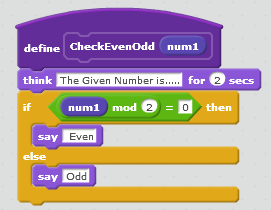 define CheckEvenOdd num1
think The Given Number is..... for 2 secs
if num1 mod 2 = 0 then
say Even
else
say Odd